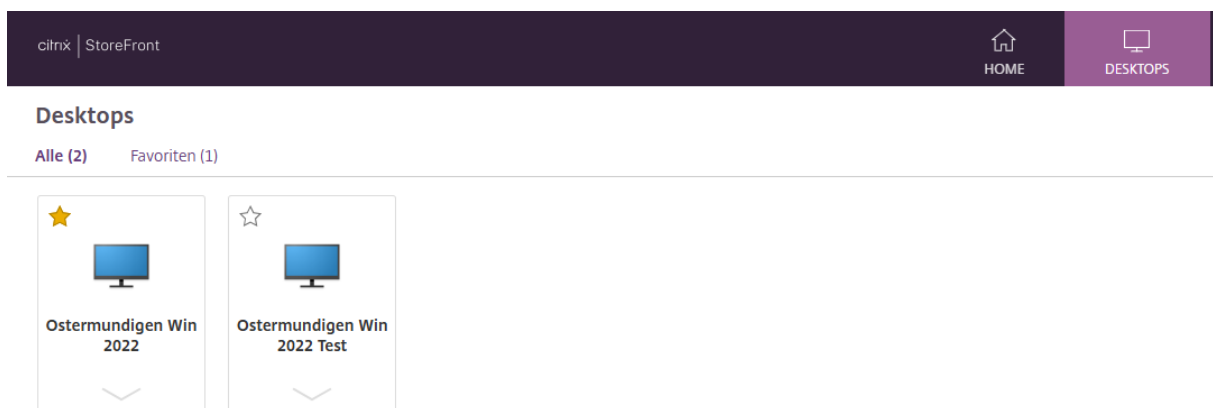 citrix | StoreFront
HOME
DESKTOPS
Desktops
Alle (2) Favoriten (1)
Ostermundigen Win
2022
Ostermundigen Win
2022 Test